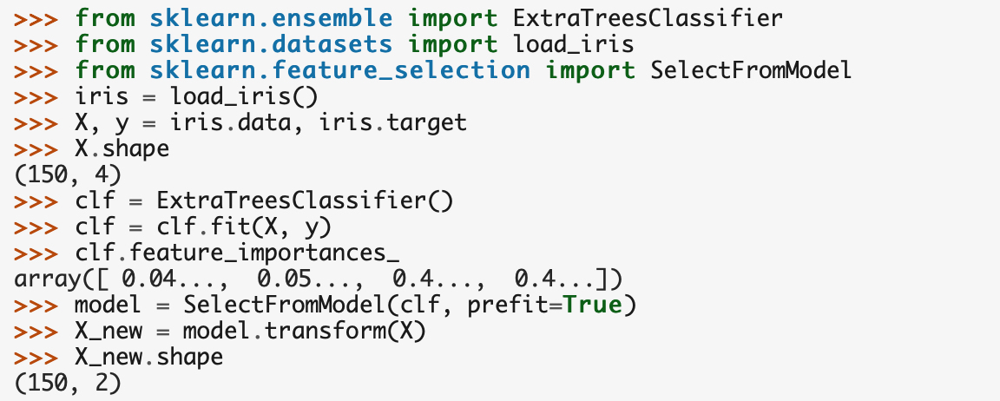 >>> from sklearn.ensemble import ExtraTreesClassifier
>>> from sklearn.datasets import load_iris
>>> from sklearn.feature_selection import SelectFromModel
>>> iris = load_iris()
>>> X, y = iris.data, iris.target
>>> X.shape
(150, 4)
>>> clf = ExtraTreesClassifier()
>>> clf = clf.fit(X, y)
>>> clf.feature_importances_
array([ 0.04...,  0.05...,  0.4...,  0.4...])
>>> model = SelectFromModel(clf, prefit=True)
>>> X_new = model.transform(X)
>>> X_new.shape
(150, 2)